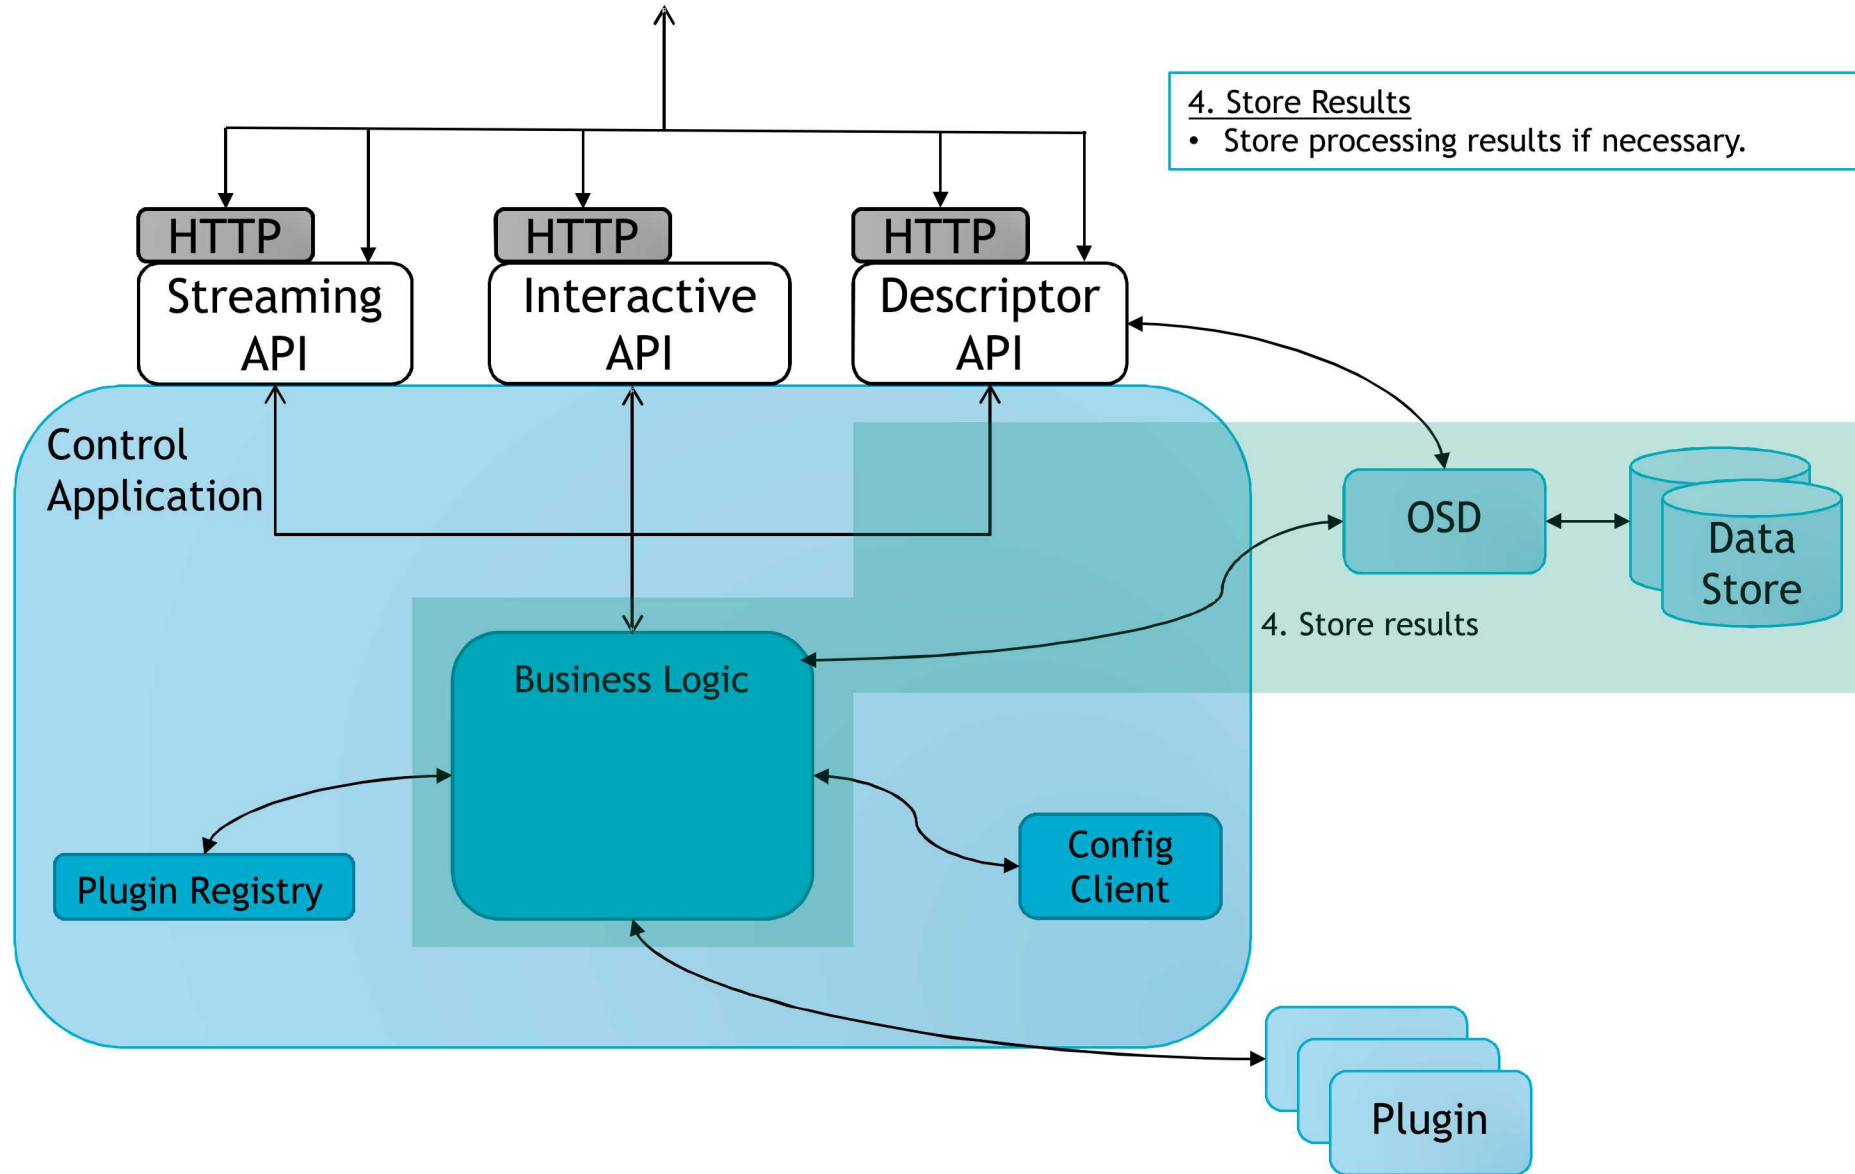 4. Store Results
• Store processing results if necessary.
HTTP
HTTP
HTTP
Streaming
API
Interactive
API
Descriptor
API
Control
Application
OSD
Data
Store
4. Store results
Business Logic
Plugin Registry
Config
Client
Plugin